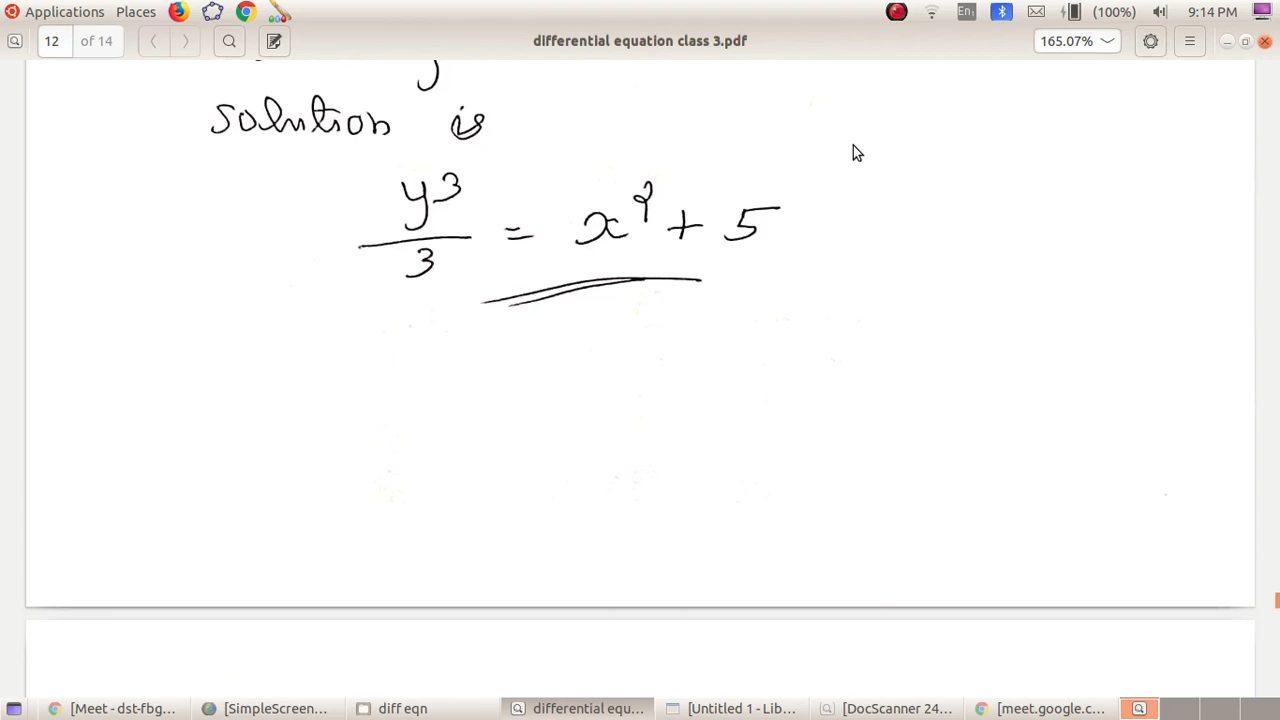 Applications Places En1 (100%) 9:14 PM
12 of 14 differential equation class 3.pdf 165.07%
solution is
y³/3 = x² + 5
[Meet - dst-fbg... [SimpleScreen... diff eqn differential equ... [Untitled 1 - Lib... [DocScanner 24... [meet.google.c...